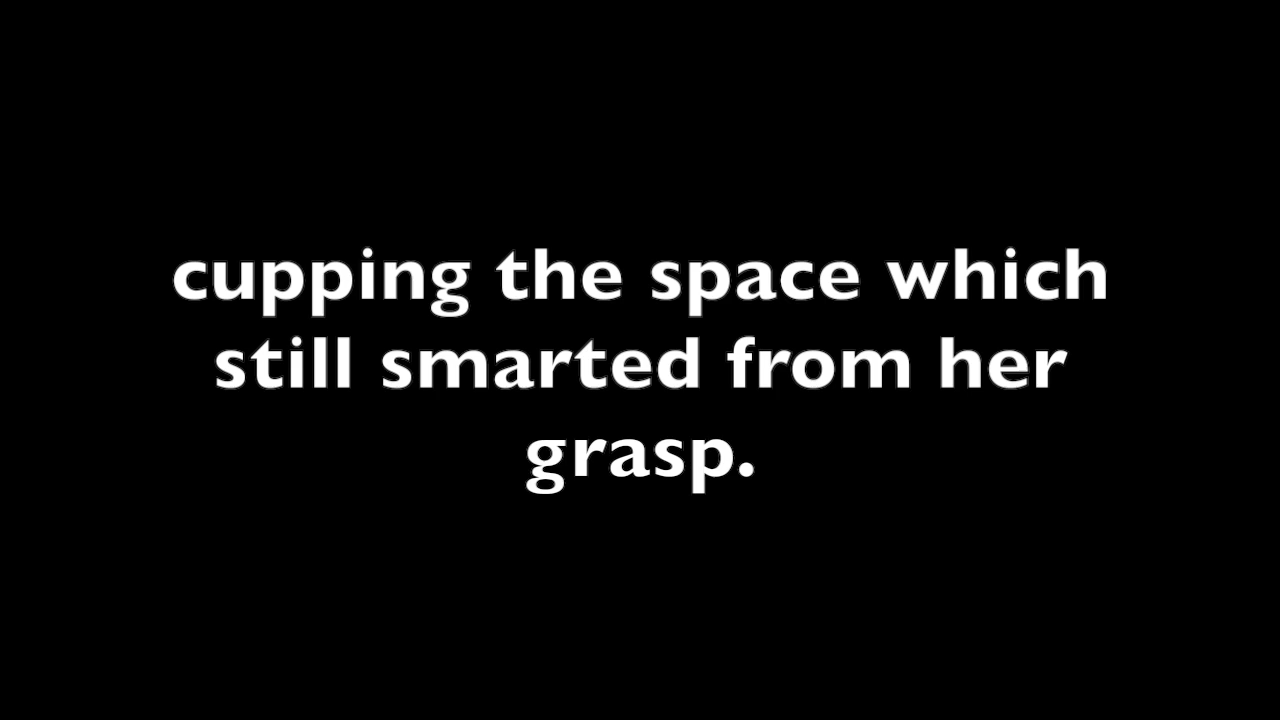 cupping the space which
still smarted from her
grasp.